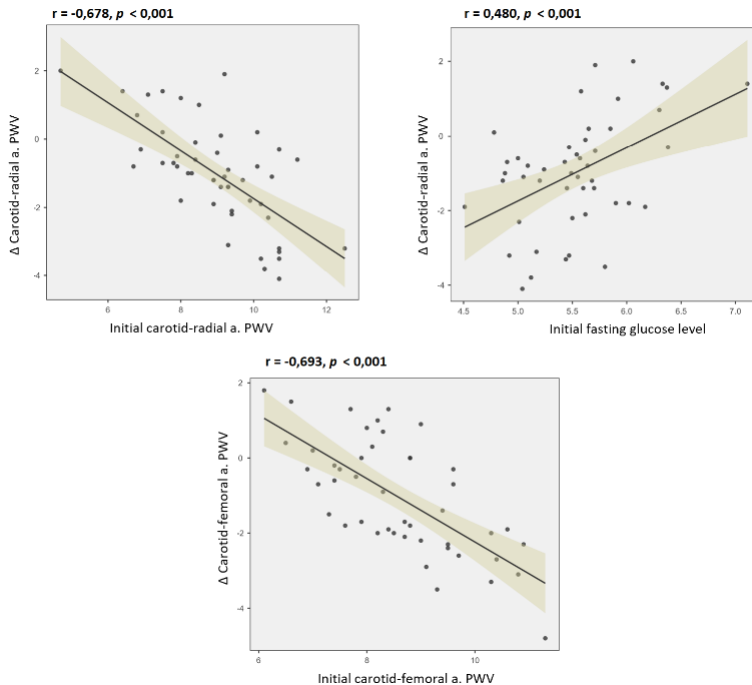 r = -0,678, p < 0,001
Δ Carotid-radial a. PWV
2
0
-2
-4
6
8
10
12
Initial carotid-radial a. PWV
r = 0,480, p < 0,001
Δ Carotid-radial a. PWV
2
0
-2
-4
4.5
5.0
5.5
6.0
6.5
7.0
Initial fasting glucose level
r = -0,693, p < 0,001
Δ Carotid-femoral a. PWV
2
0
-2
-4
6
8
10
Initial carotid-femoral a. PWV